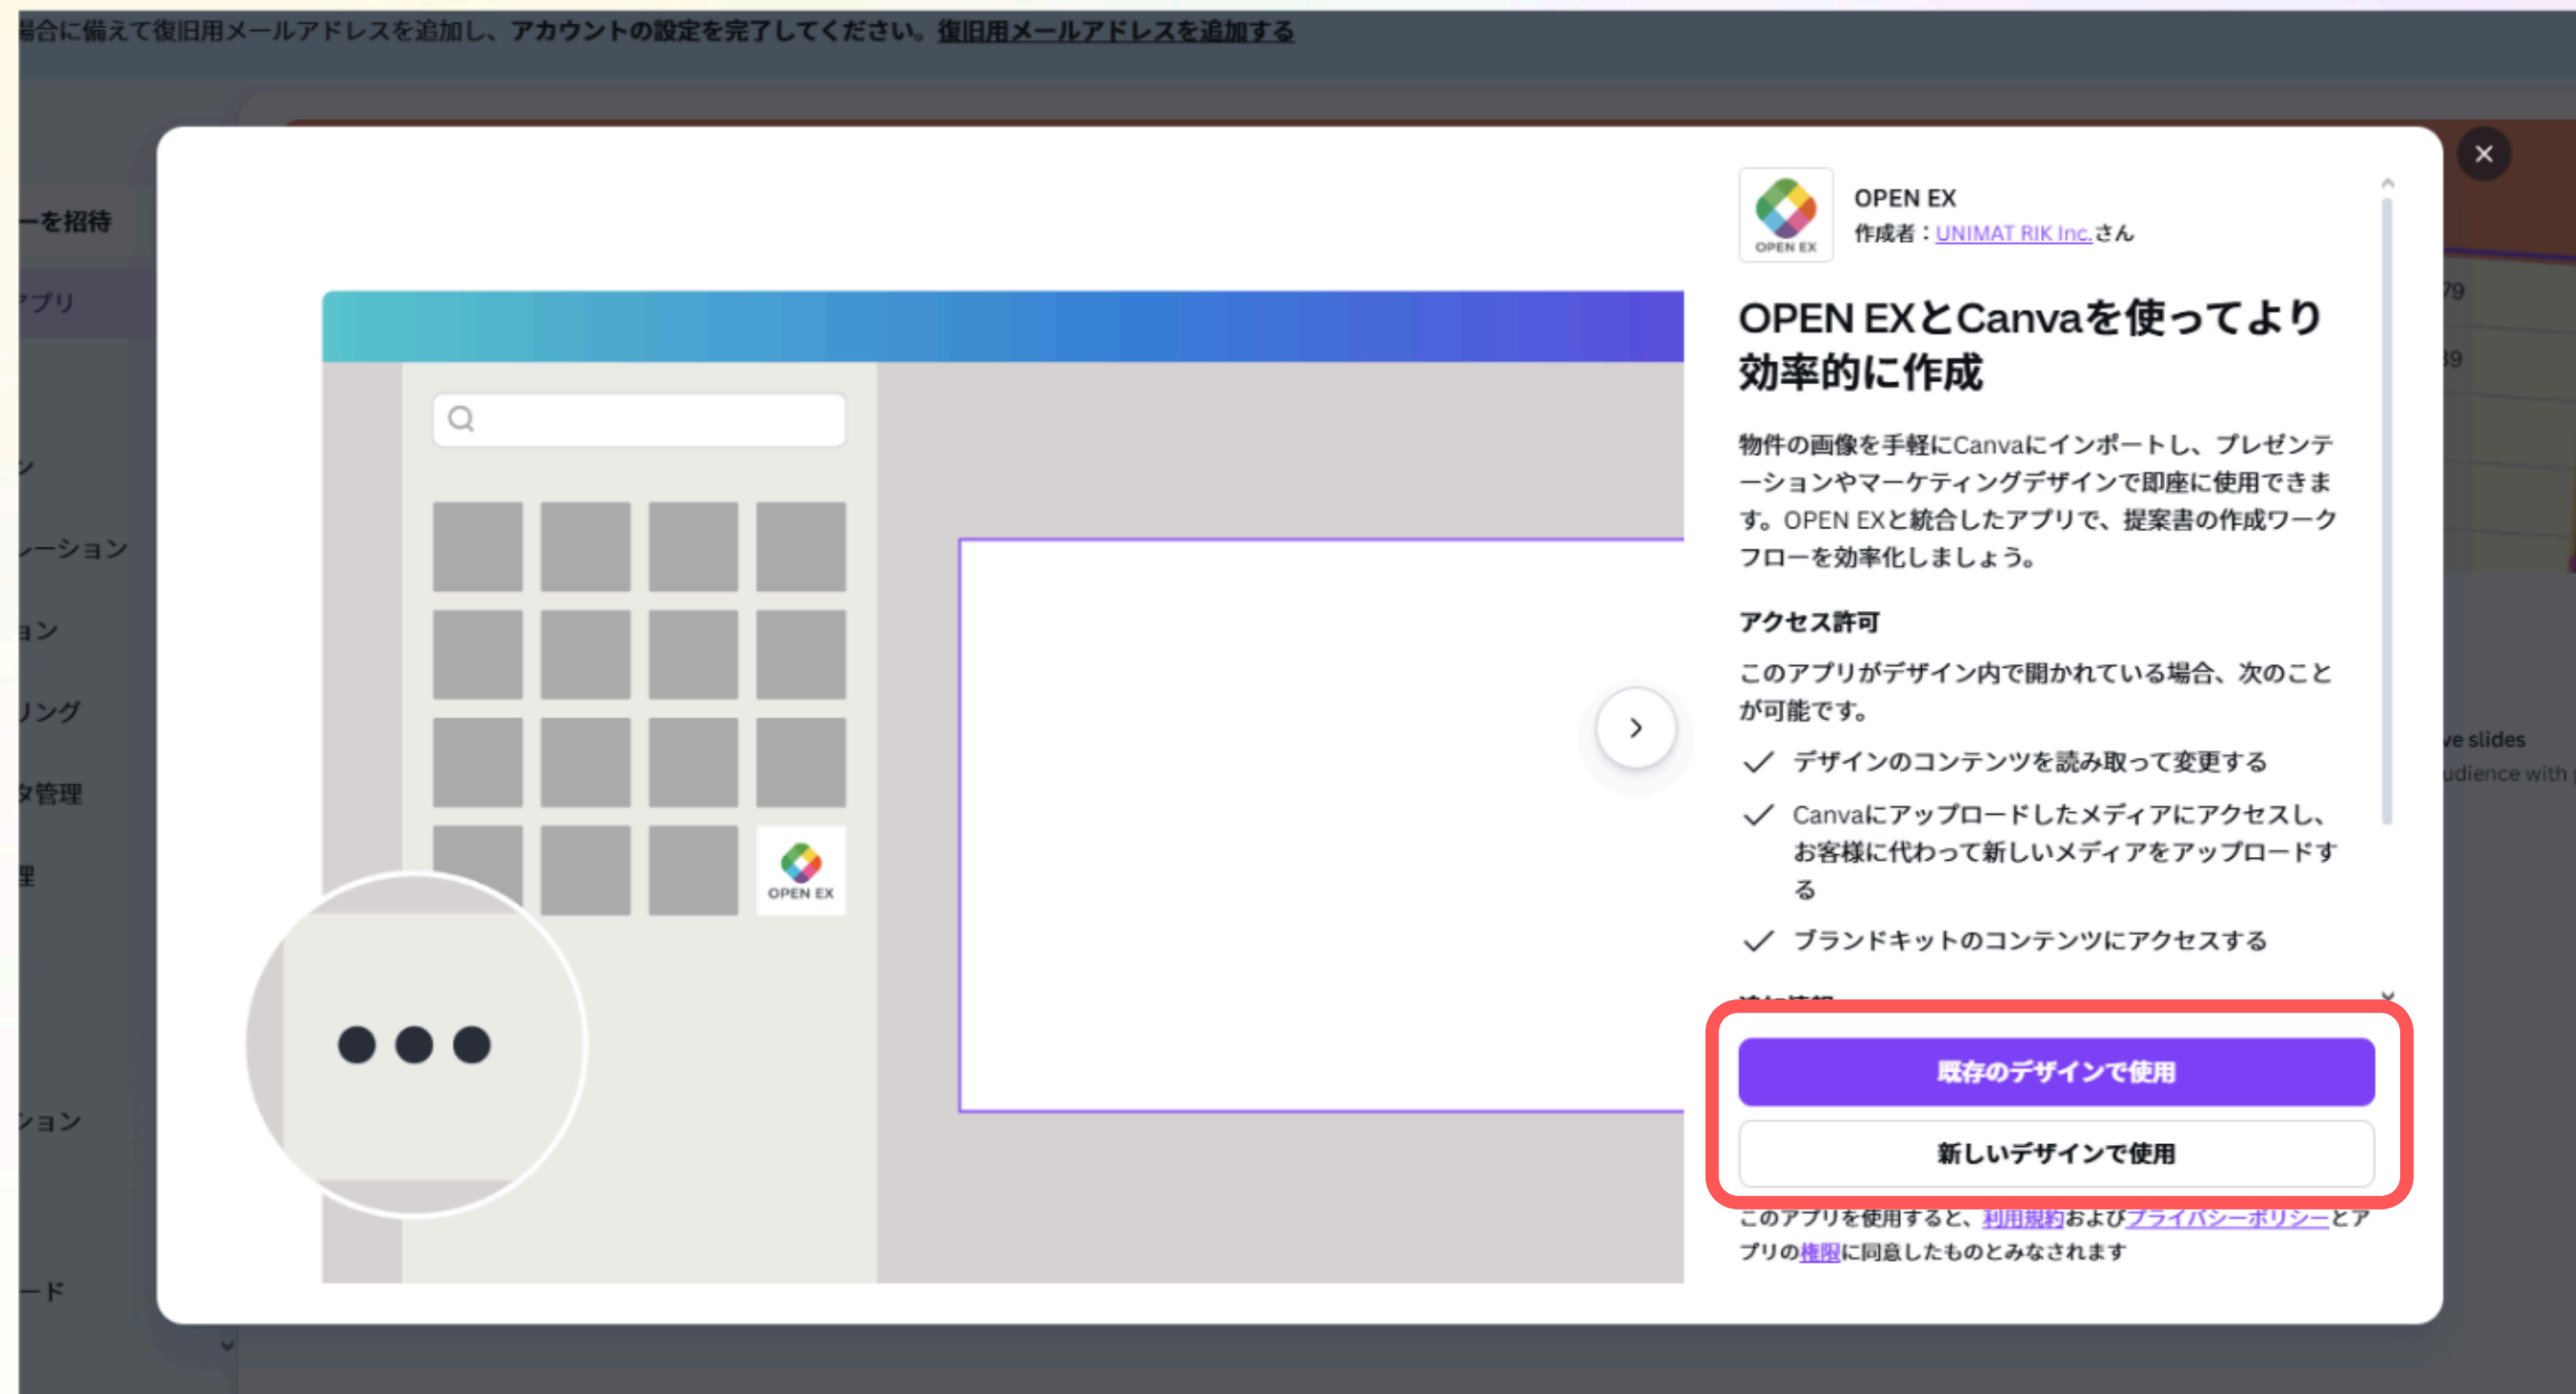 場合に備えて復旧用メールアドレスを追加し、アカウントの設定を完了してください。復旧用メールアドレスを追加する
ーを招待
アプリ
ン
レーション
ョン
リング
タ管理
理
ション
ード
OPEN EX
OPEN EX
OPEN EX
作成者：UNIMAT RIK Inc.さん
OPEN EXとCanvaを使ってより
効率的に作成
物件の画像を手軽にCanvaにインポートし、プレゼンテ
ーションやマーケティングデザインで即座に使用できま
す。OPEN EXと統合したアプリで、提案書の作成ワーク
フローを効率化しましょう。
アクセス許可
このアプリがデザイン内で開かれている場合、次のこと
が可能です。
デザインのコンテンツを読み取って変更する
Canvaにアップロードしたメディアにアクセスし、
お客様に代わって新しいメディアをアップロードす
る
ブランドキットのコンテンツにアクセスする
既存のデザインで使用
新しいデザインで使用
このアプリを使用すると、利用規約およびプライバシーポリシーとア
プリの権限に同意したものとみなされます
79
39
ve slides
udience with